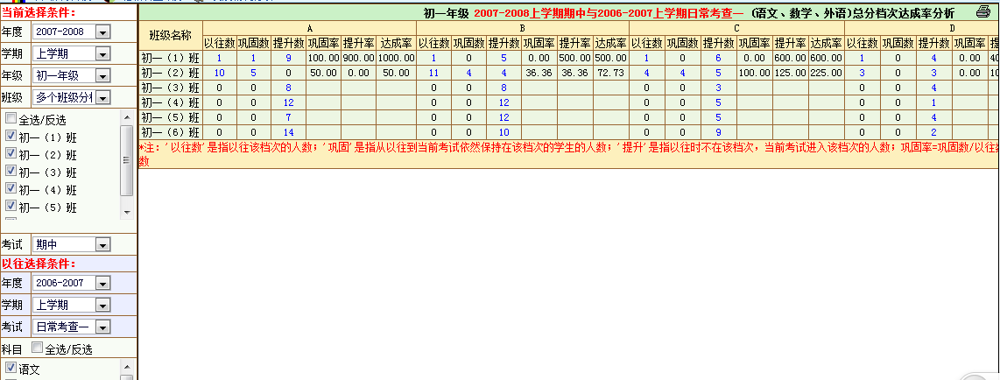 当前选择条件:
年度 2007-2008
学期 上学期
年级 初一年级
班级 多个班级分析
全选/反选
初一（1）班
初一（2）班
初一（3）班
初一（4）班
初一（5）班
考试 期中
以往选择条件:
年度 2006-2007
学期 上学期
考试 日常考查一
科目 全选/反选
语文
初一年级 2007-2008上学期期中与2006-2007上学期日常考查一 (语文、数学、外语)总分档次达成率分析
班级名称 A B C D
以往数 巩固数 提升数 巩固率 提升率 达成率 以往数 巩固数 提升数 巩固率 提升率 达成率 以往数 巩固数 提升数 巩固率 提升率 达成率 以往数 巩固数 提升数 巩固率
初一（1）班 1 1 9 100.00 900.00 1000.00 1 0 5 0.00 500.00 500.00 1 0 6 0.00 600.00 600.00 1 0 4 0.00
初一（2）班 10 5 0 50.00 0.00 50.00 11 4 4 36.36 36.36 72.73 4 4 5 100.00 125.00 225.00 3 0 3 0.00
初一（3）班 0 0 8 0 0 8 0 0 3 0 0 4
初一（4）班 0 0 12 0 0 12 0 0 5 0 0 1
初一（5）班 0 0 7 0 0 12 0 0 5 0 0 4
初一（6）班 0 0 14 0 0 10 0 0 9 0 0 2
*注：'以往数'是指以往该档次的人数；'巩固'是指从以往到当前考试依然保持在该档次的学生的人数；'提升'是指以往时不在该档次，当前考试进入该档次的人数；巩固率=巩固数/以往
数